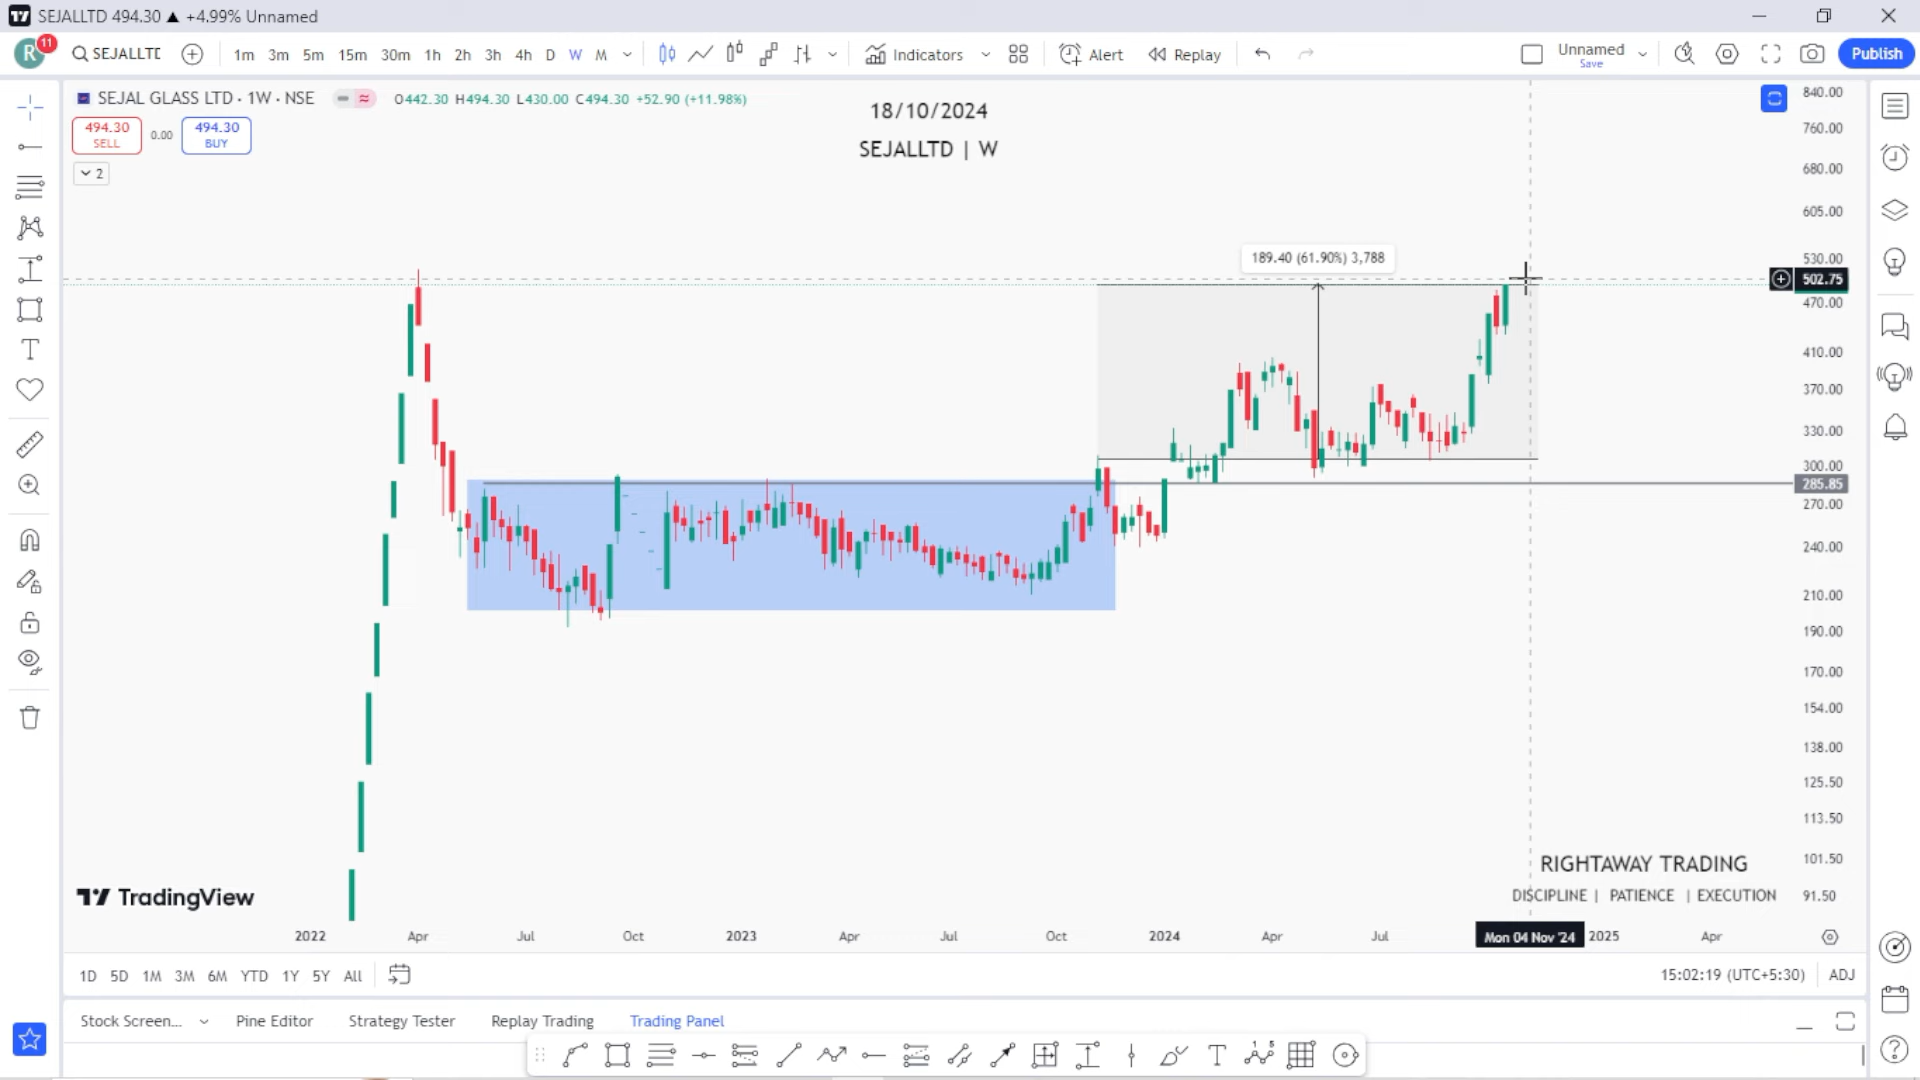 SEJALLTD 494.30 ▲ +4.99% Unnamed
R 11 SEJALLTD 1m 3m 5m 15m 30m 1h 2h 3h 4h D W M Indicators Alert Replay Unnamed Save Publish
SEJAL GLASS LTD · 1W · NSE O442.30 H494.30 L430.00 C494.30 +52.90 (+11.98%)
494.30 SELL 0.00 494.30 BUY
2
18/10/2024
SEJALLTD | W
189.40 (61.90%) 3,788
840.00
760.00
680.00
605.00
530.00
502.75
470.00
410.00
370.00
330.00
300.00
285.85
270.00
240.00
210.00
190.00
170.00
154.00
138.00
125.50
113.50
101.50
91.50
RIGHTAWAY TRADING
DISCIPLINE | PATIENCE | EXECUTION
TradingView
2022 Apr Jul Oct 2023 Apr Jul Oct 2024 Apr Jul Mon 04 Nov '24 2025 Apr
1D 5D 1M 3M 6M YTD 1Y 5Y All 15:02:19 (UTC+5:30) ADJ
Stock Screen... Pine Editor Strategy Tester Replay Trading Trading Panel